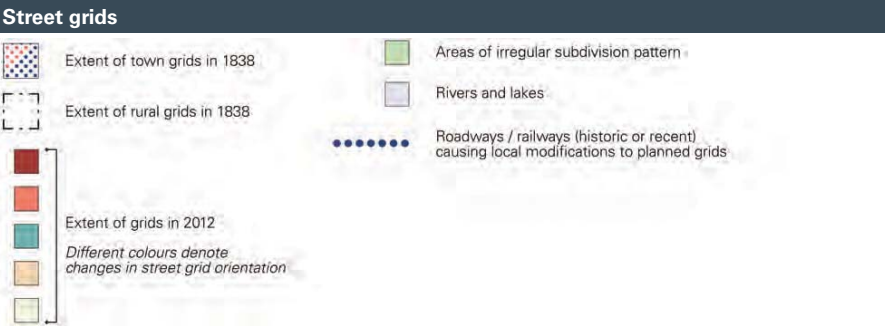 Street grids
Extent of town grids in 1838
Extent of rural grids in 1838
Extent of grids in 2012
Different colours denote
changes in street grid orientation
Areas of irregular subdivision pattern
Rivers and lakes
Roadways / railways (historic or recent)
causing local modifications to planned grids